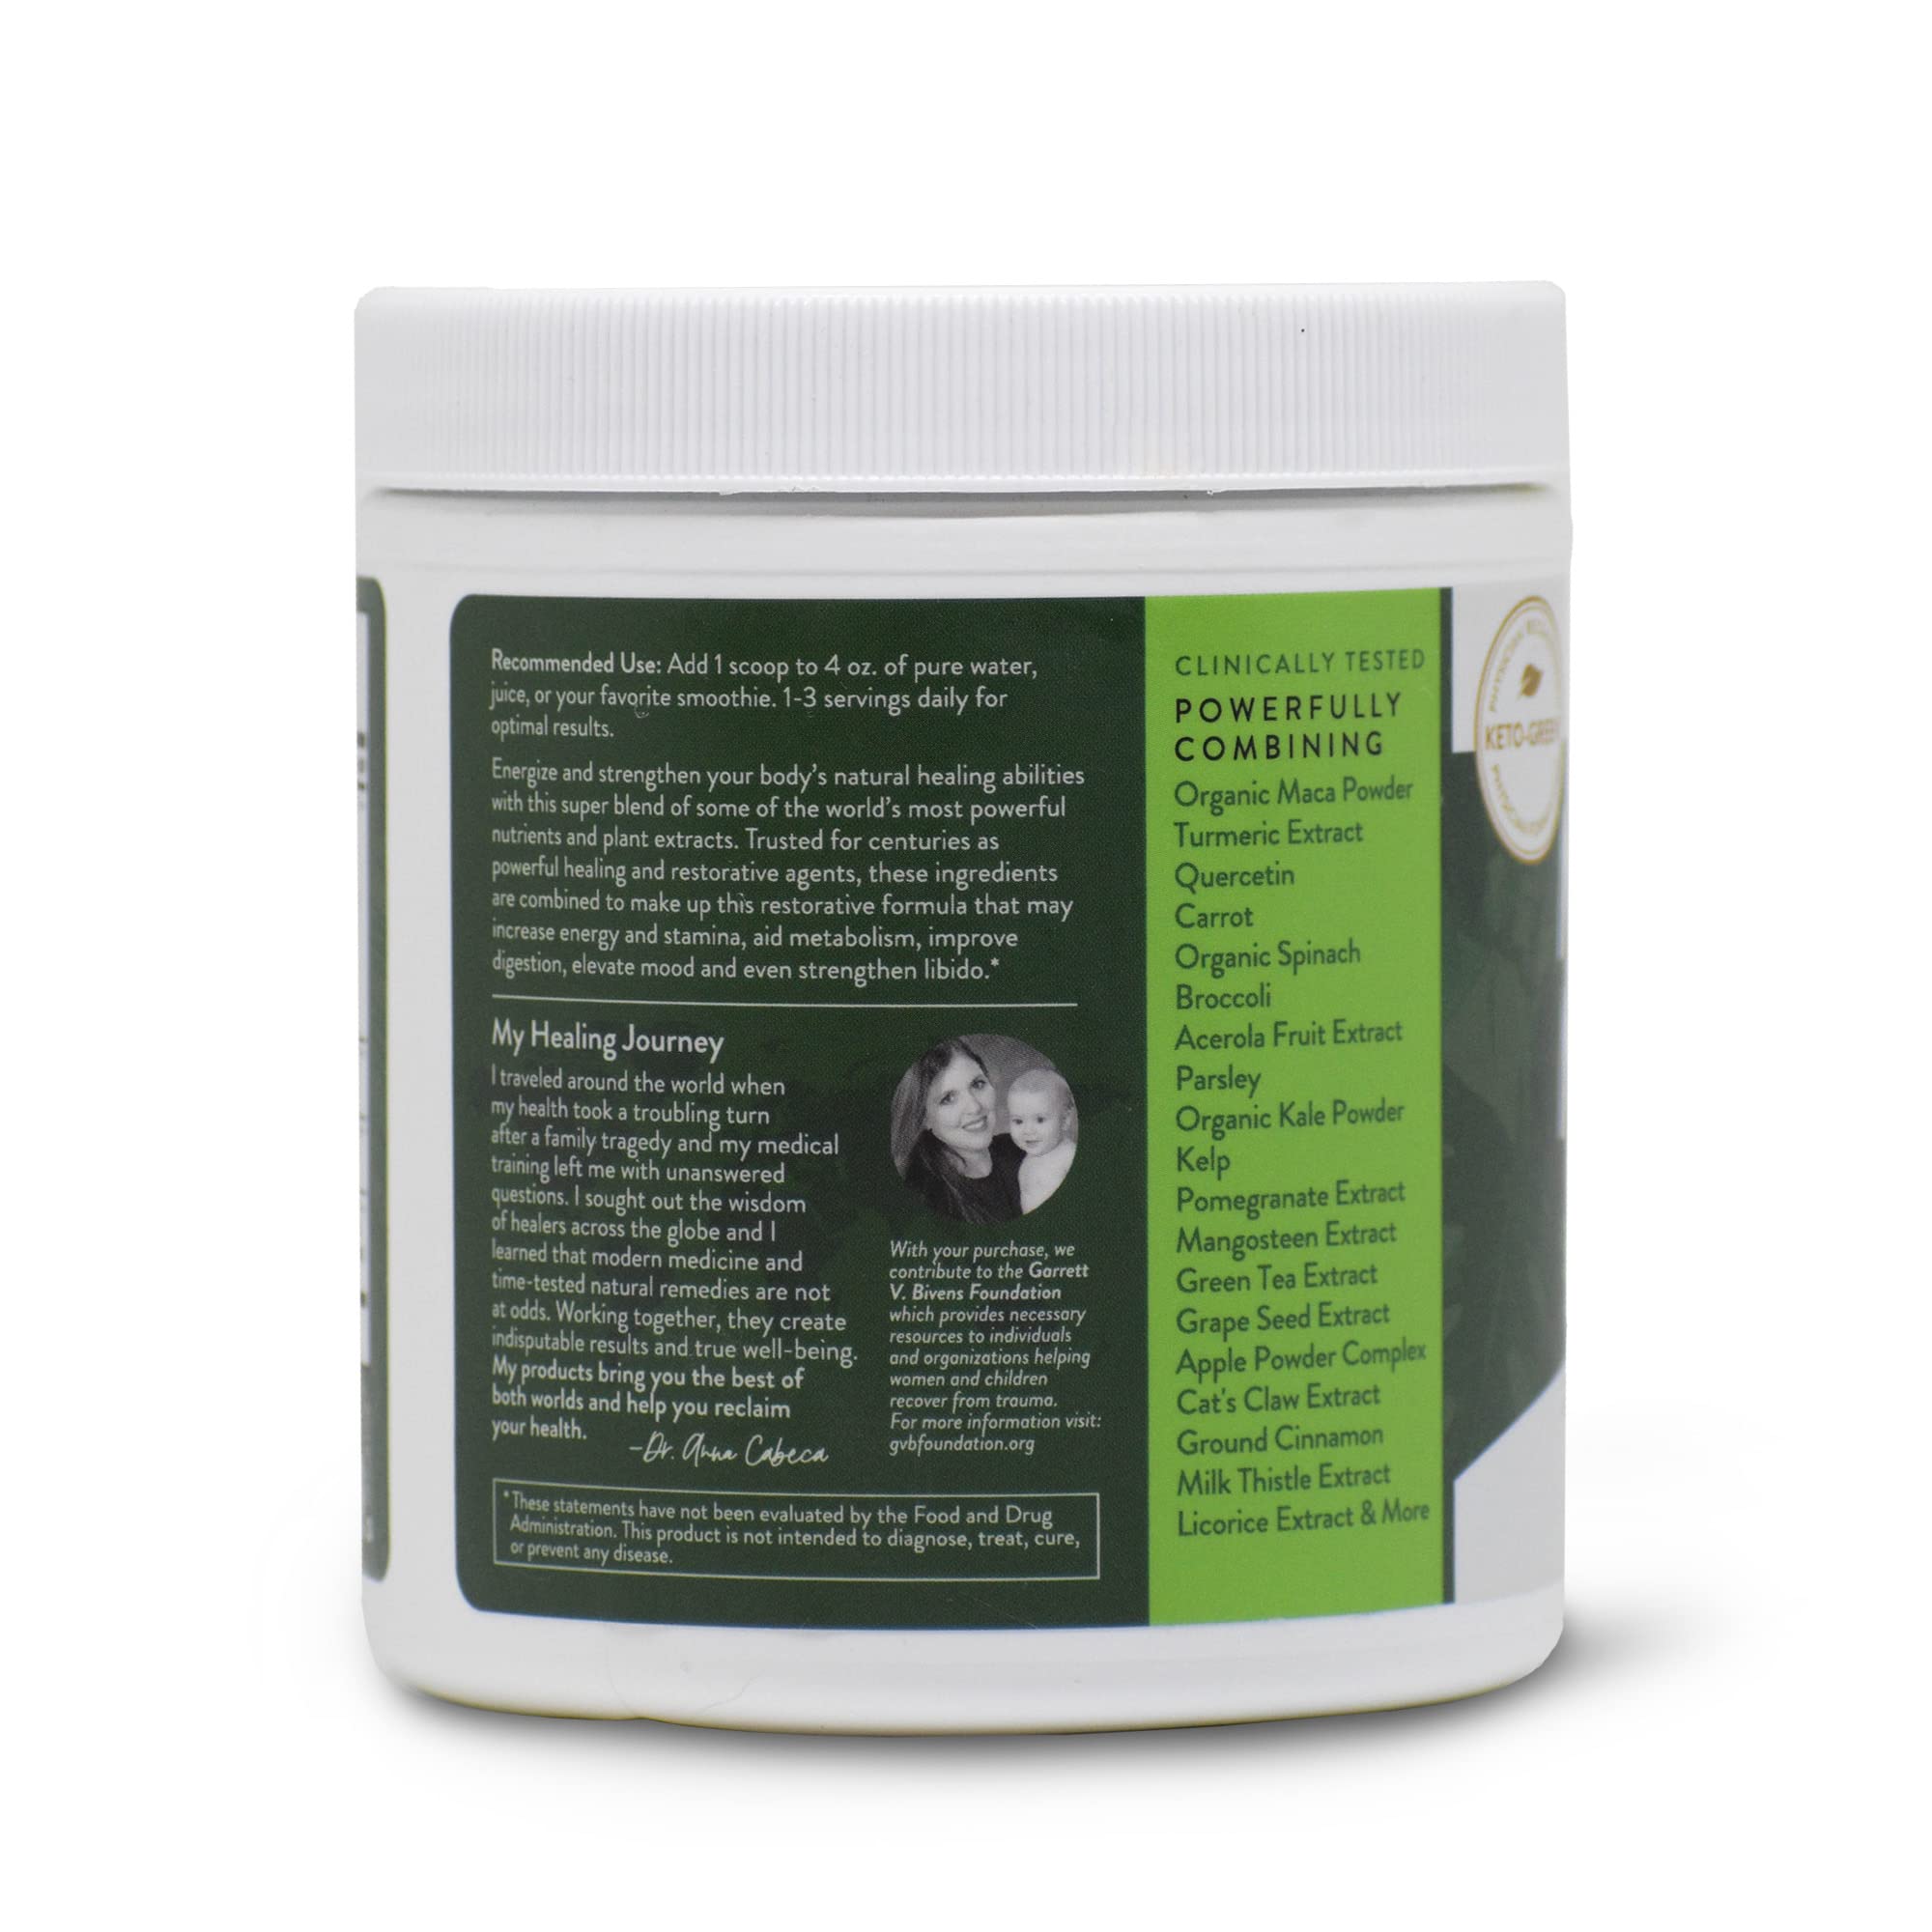 Recommended Use: Add 1 scoop to 4 oz. of pure water,
juice, or your favorite smoothie. 1-3 servings daily for
optimal results.
Energize and strengthen your body's natural healing abilities
with this super blend of some of the world's most powerful
nutrients and plant extracts. Trusted for centuries as
powerful healing and restorative agents, these ingredients
are combined to make up this restorative formula that may
increase energy and stamina, aid metabolism, improve
digestion, elevate mood and even strengthen libido.*
My Healing Journey
I traveled around the world when
my health took a troubling turn
after a family tragedy and my medical
training left me with unanswered
questions. I sought out the wisdom
of healers across the globe and I
learned that modern medicine and
time-tested natural remedies are not
at odds. Working together, they create
indisputable results and true well-being.
My products bring you the best of
both worlds and help you reclaim
your health.
-Dr. Anna Cabeca
With your purchase, we
contribute to the Garrett
V. Bivens Foundation
which provides necessary
resources to individuals
and organizations helping
women and children
recover from trauma.
For more information visit:
gvbfoundation.org
*These statements have not been evaluated by the Food and Drug
Administration. This product is not intended to diagnose, treat, cure,
or prevent any disease.
CLINICALLY TESTED
POWERFULLY
COMBINING
Organic Maca Powder
Turmeric Extract
Quercetin
Carrot
Organic Spinach
Broccoli
Acerola Fruit Extract
Parsley
Organic Kale Powder
Kelp
Pomegranate Extract
Mangosteen Extract
Green Tea Extract
Grape Seed Extract
Apple Powder Complex
Cat's Claw Extract
Ground Cinnamon
Milk Thistle Extract
Licorice Extract & More
KETO-GREEN